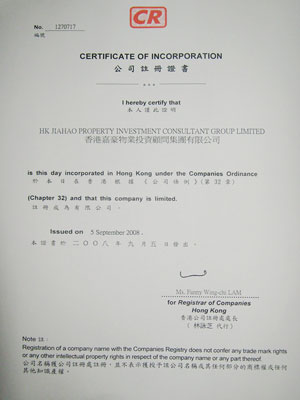 CR
No. 1270717
編號
CERTIFICATE OF INCORPORATION
公司註冊證書
I hereby certify that
本人謹此證明
HK JIAHAO PROPERTY INVESTMENT CONSULTANT GROUP LIMITED
香港嘉豪物業投資顧問集團有限公司
is this day incorporated in Hong Kong under the Companies Ordinance
於本日在香港依據《公司條例》(第32章)
(Chapter 32) and that this company is limited.
註冊成為有限公司。
Issued on 5 September 2008.
本證書於二〇〇八年九月五日發出。
Ms. Fanny Wing-chi LAM
for Registrar of Companies
Hong Kong
香港公司註冊處處長
(林詠芝 代行)
Note 註:
Registration of a company name with the Companies Registry does not confer any trade mark rights
or any other intellectual property rights in respect of the company name or any part thereof.
公司名稱獲公司註冊處註冊,並不表示獲授予該公司名稱或其任何部分的商標權或任何
其他知識產權。